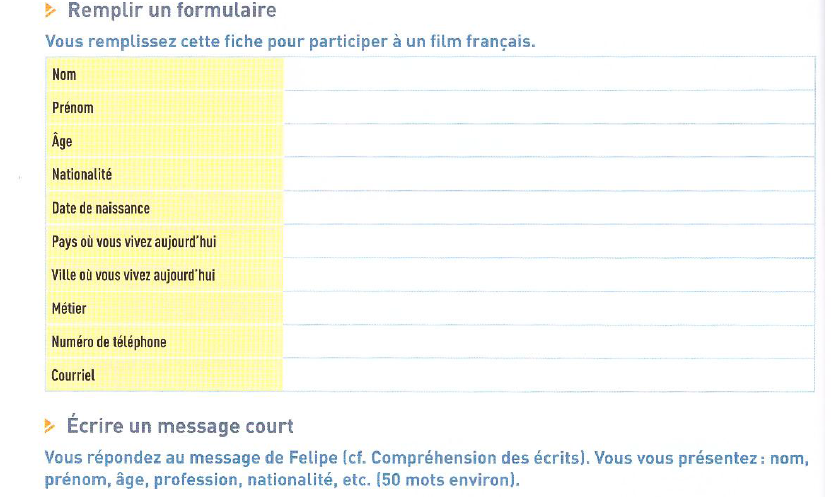 Remplir un formulaire
Vous remplissez cette fiche pour participer à un film français.
Nom
Prénom
Âge
Nationalité
Date de naissance
Pays où vous vivez aujourd'hui
Ville où vous vivez aujourd'hui
Métier
Numéro de téléphone
Courriel
Écrire un message court
Vous répondez au message de Felipe (cf. Compréhension des écrits). Vous vous présentez : nom,
prénom, âge, profession, nationalité, etc. (50 mots environ).